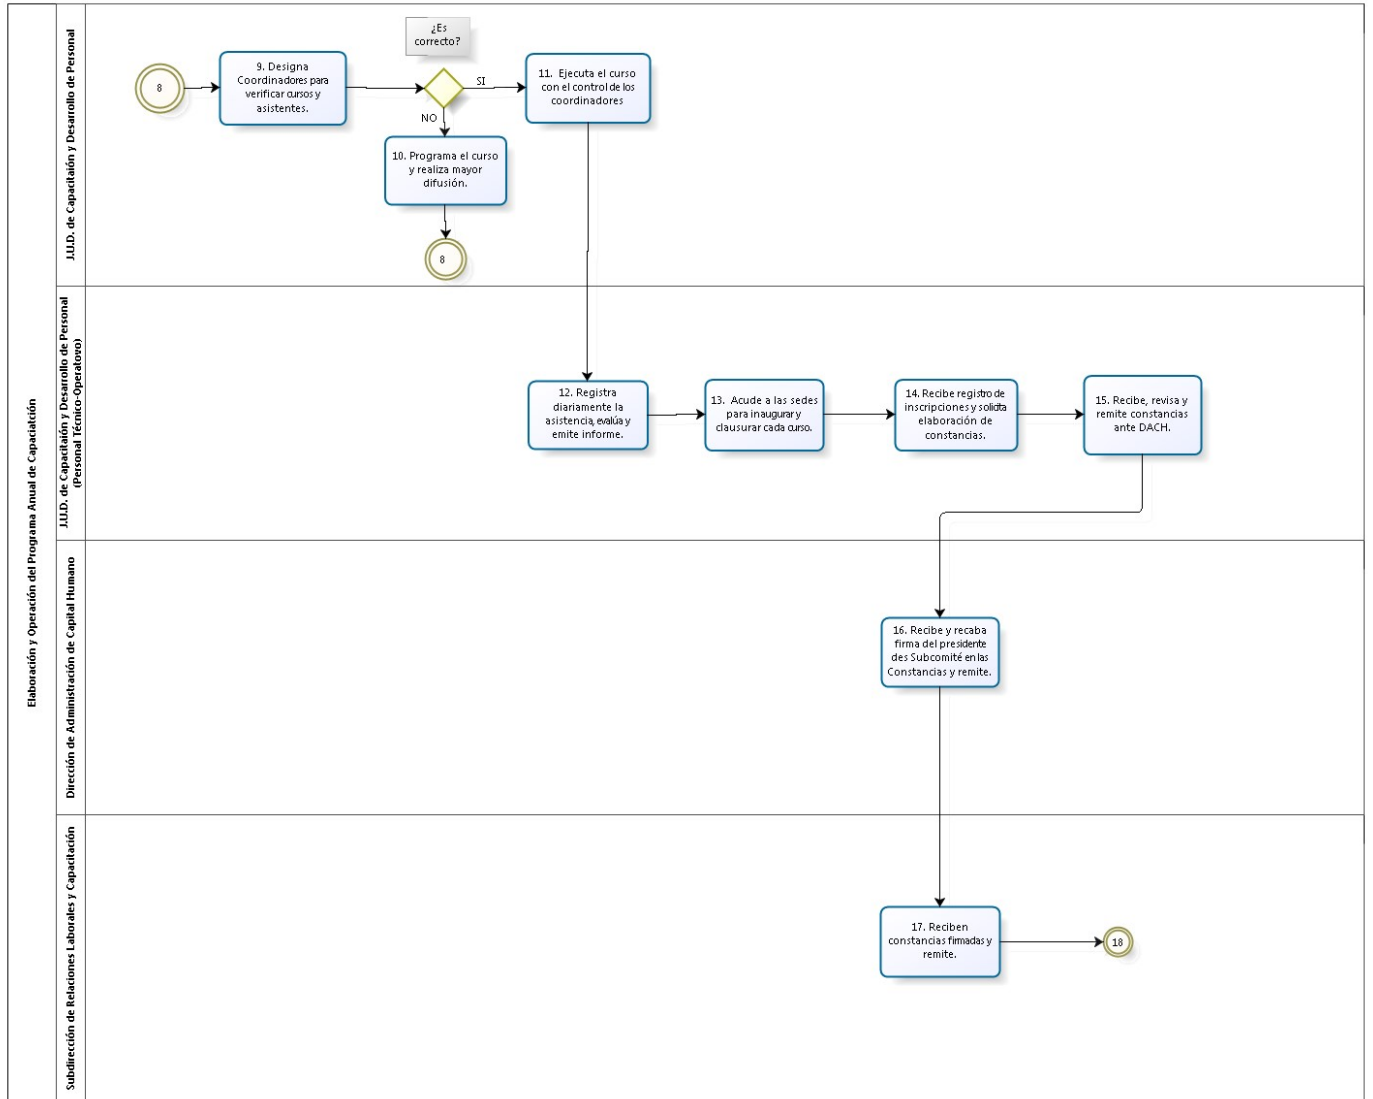 Elaboración y Operación del Programa Anual de Capaciatación
J.U.D. de Capacitaión y Desarrollo de Personal
8
9. Designa
Coordinadores para
verificar cursos y
asistentes.
¿Es
correcto?
SI
NO
11. Ejecuta el curso
con el control de los
coordinadores
10. Programa el curso
y realiza mayor
difusión.
8
J.U.D. de Capacitaión y Desarrollo de Personal
(Personal Técnico-Operatovo)
12. Registra
diariamente la
asistencia, evalúa y
emite informe.
13. Acude a las sedes
para inaugurar y
clausurar cada curso.
14. Recibe registro de
inscripciones y solicita
elaboración de
constancias.
15. Recibe, revisa y
remite constancias
ante DACH.
Dirección de Administración de Capital Humano
16. Recibe y recaba
firma del presidente
des Subcomité en las
Constancias y remite.
Subdirección de Relaciones Laborales y Capacitación
17. Reciben
constancias firmadas y
remite.
18